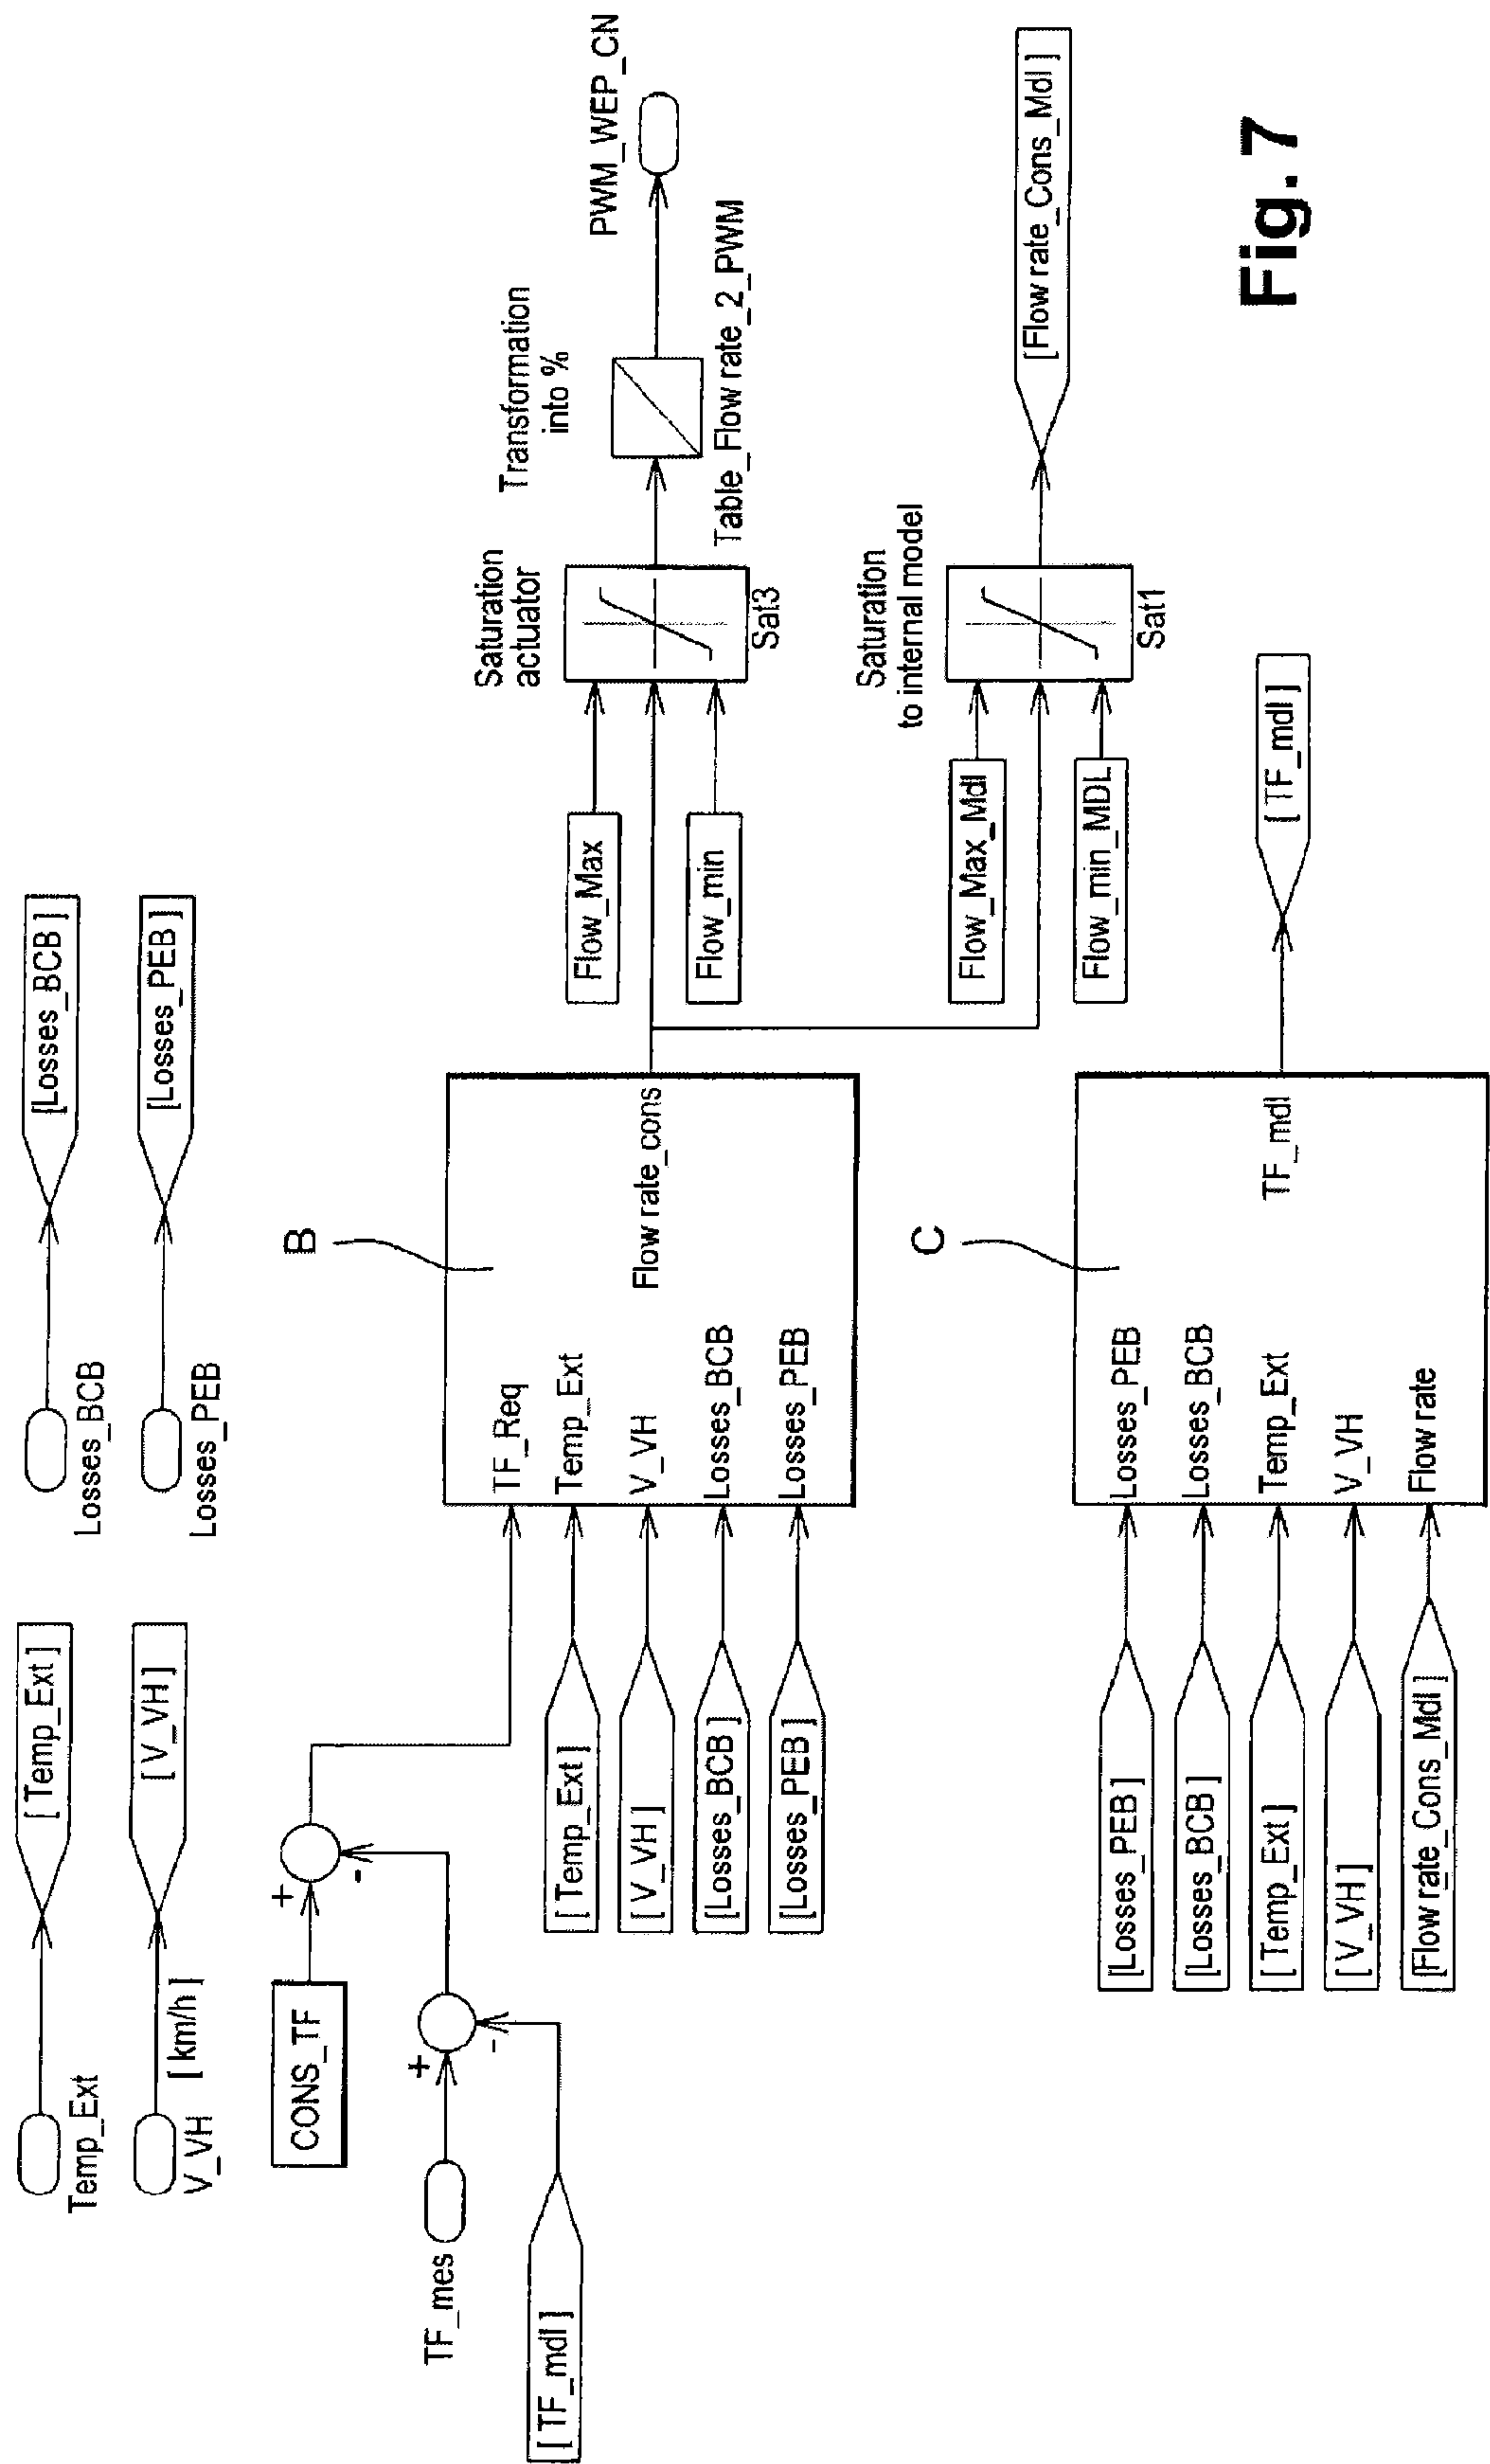 Temp_Ext
[ Temp_Ext ]
V_VH
[ km/h ]
[ V_VH ]
Losses_BCB
[Losses_BCB ]
Losses_PEB
[Losses_PEB ]
CONS_TF
+
-
TF_mes
+
-
[ TF_mdl ]
[ Temp_Ext ]
[ V_VH ]
[Losses_BCB ]
[Losses_PEB ]
B
TF_Req
Temp_Ext
V_VH
Losses_BCB
Losses_PEB
Flow rate_cons
Flow_Max
Flow_min
Saturation
actuator
Sat3
Transformation
into %
Table_Flow rate_2_PWM
PWM_WEP_CN
Flow_Max_Mdl
Flow_min_MDL
Saturation
to internal model
Sat1
[Flow rate_Cons_Mdl ]
[Losses_PEB ]
[Losses_BCB ]
[ Temp_Ext ]
[ V_VH ]
[Flow rate_Cons_Mdl ]
C
Losses_PEB
Losses_BCB
Temp_Ext
V_VH
Flow rate
TF_mdl
[ TF_mdl ]
Fig. 7